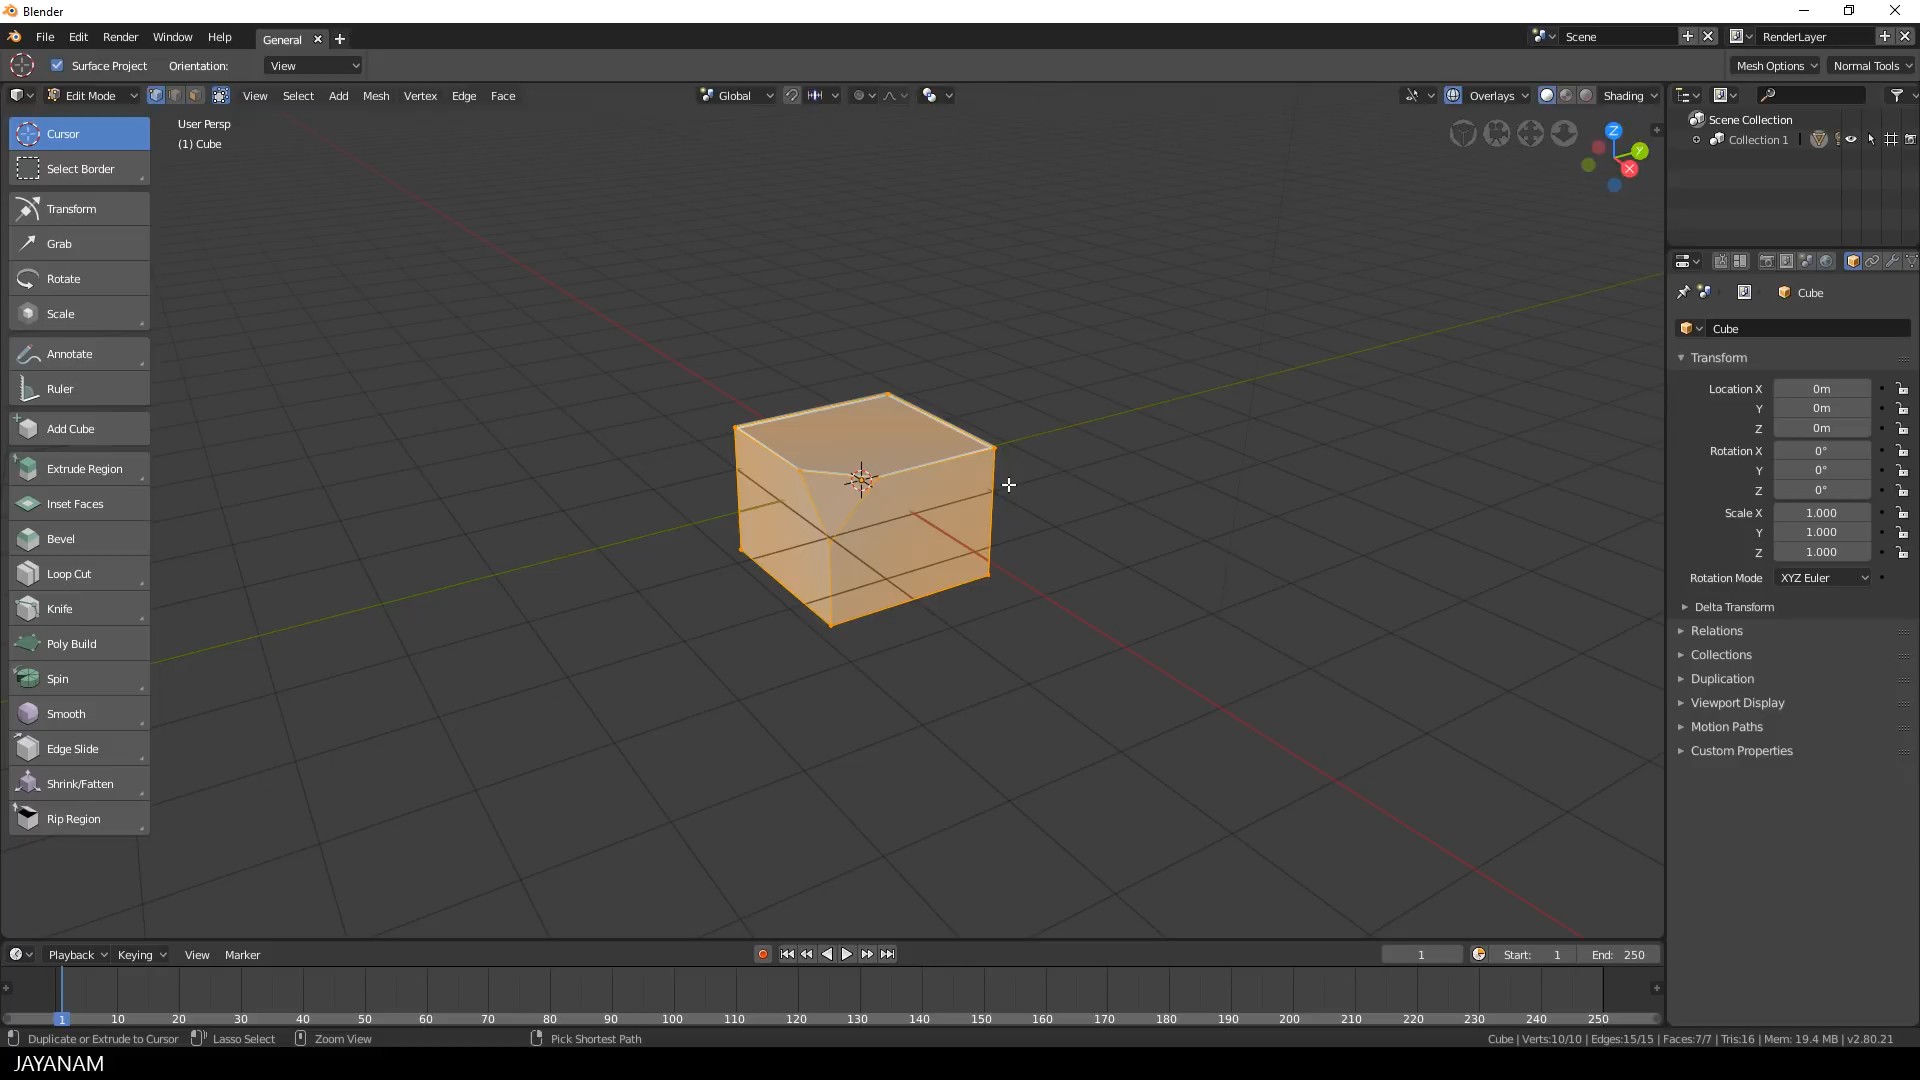 Blender
File Edit Render Window Help General Scene RenderLayer
Surface Project Orientation: View Mesh Options Normal Tools
Edit Mode View Select Add Mesh Vertex Edge Face Global Overlays Shading
User Persp
(1) Cube
Cursor
Select Border
Transform
Grab
Rotate
Scale
Annotate
Ruler
Add Cube
Extrude Region
Inset Faces
Bevel
Loop Cut
Knife
Poly Build
Spin
Smooth
Edge Slide
Shrink/Fatten
Rip Region
Z
Y
X
Scene Collection
Collection 1
Cube
Cube
Transform
Location X 0m
Y 0m
Z 0m
Rotation X 0°
Y 0°
Z 0°
Scale X 1.000
Y 1.000
Z 1.000
Rotation Mode XYZ Euler
Delta Transform
Relations
Collections
Duplication
Viewport Display
Motion Paths
Custom Properties
Playback Keying View Marker 1 Start: 1 End: 250
1 10 20 30 40 50 60 70 80 90 100 110 120 130 140 150 160 170 180 190 200 210 220 230 240 250
Duplicate or Extrude to Cursor Lasso Select Zoom View Pick Shortest Path Cube | Verts:10/10 | Edges:15/15 | Faces:7/7 | Tris:16 | Mem: 19.4 MB | v2.80.21
JAYANAM